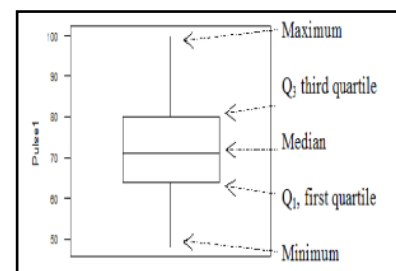 Maximum
100
90
Q3 third quartile
80
Median
70
Pulse1
Q1, first quartile
60
50
Minimum